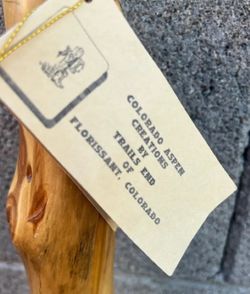 COLORADO ASPEN
CREATIONS
BY
TRAILS END
OF
FLORISSANT, COLORADO